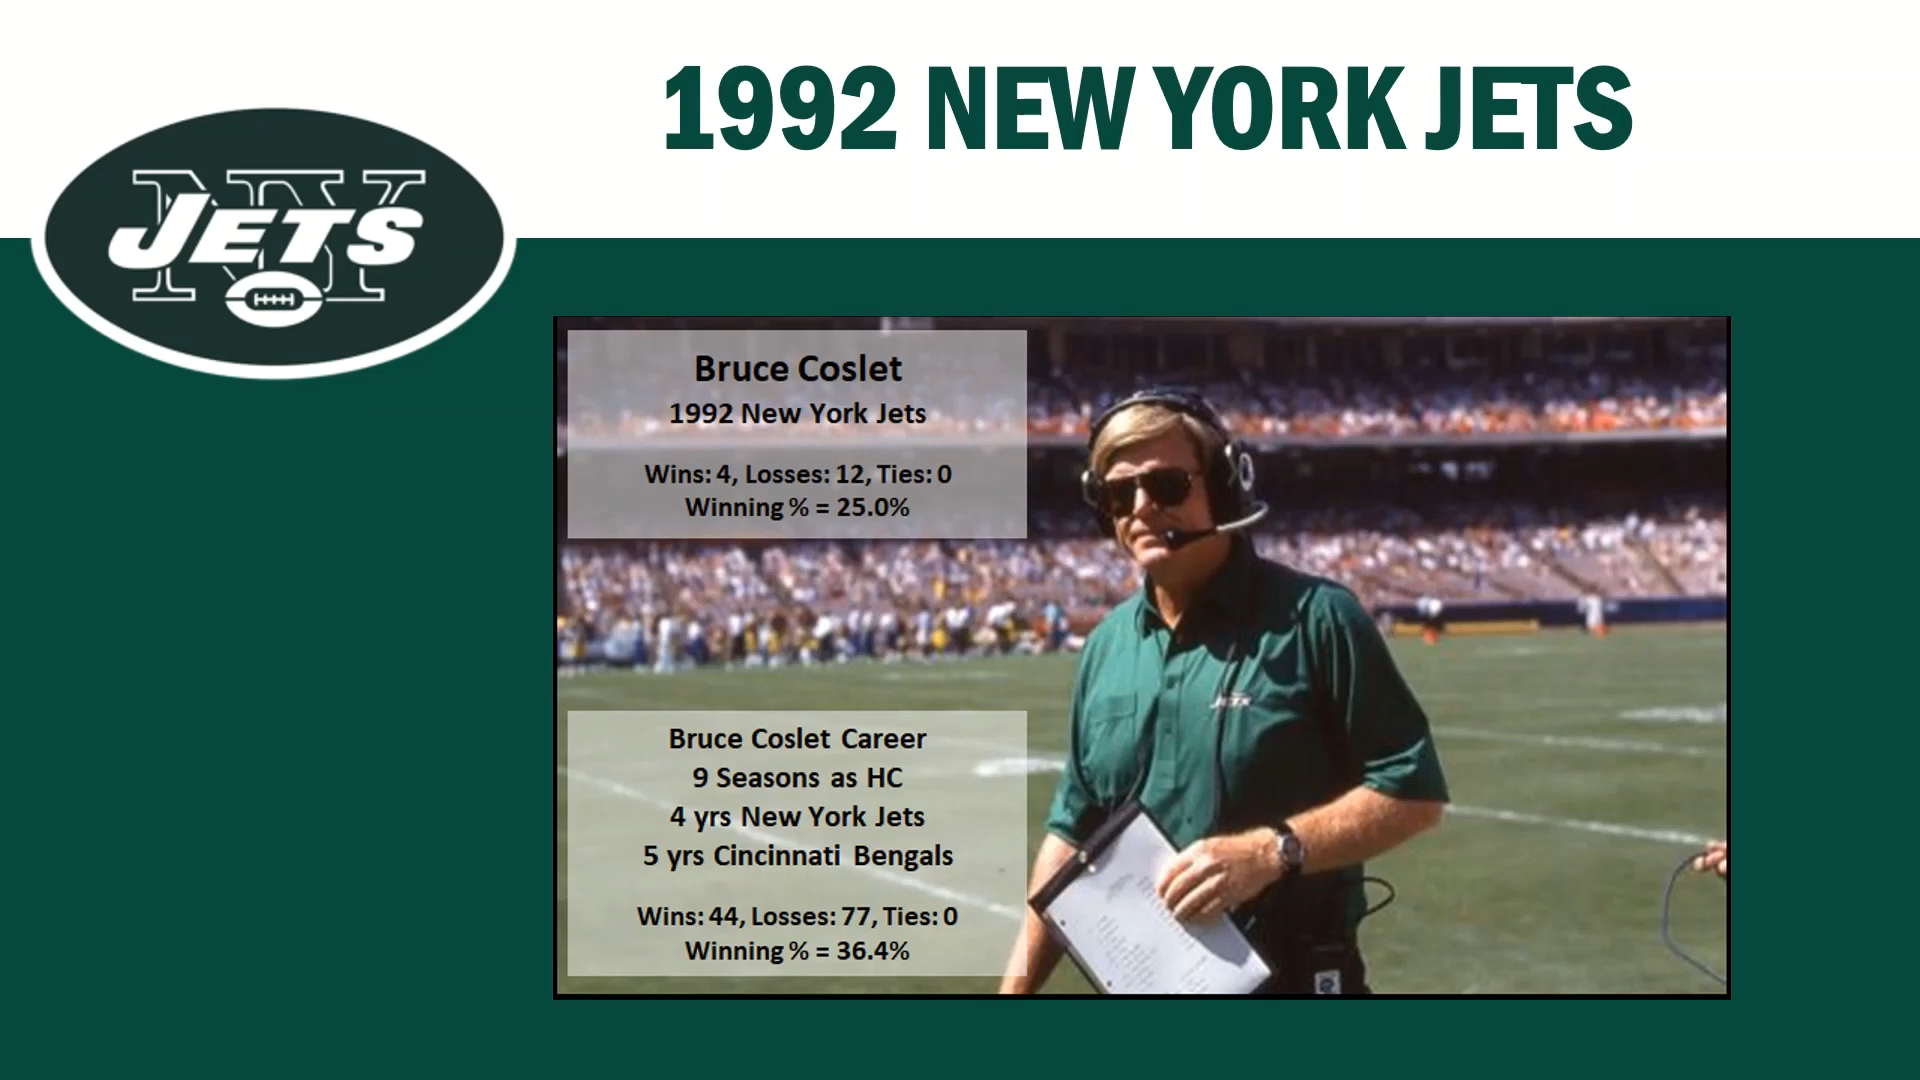 1992 NEW YORK JETS
NY
JETS
Bruce Coslet
1992 New York Jets
Wins: 4, Losses: 12, Ties: 0
Winning % = 25.0%
JETS
Bruce Coslet Career
9 Seasons as HC
4 yrs New York Jets
5 yrs Cincinnati Bengals
Wins: 44, Losses: 77, Ties: 0
Winning % = 36.4%